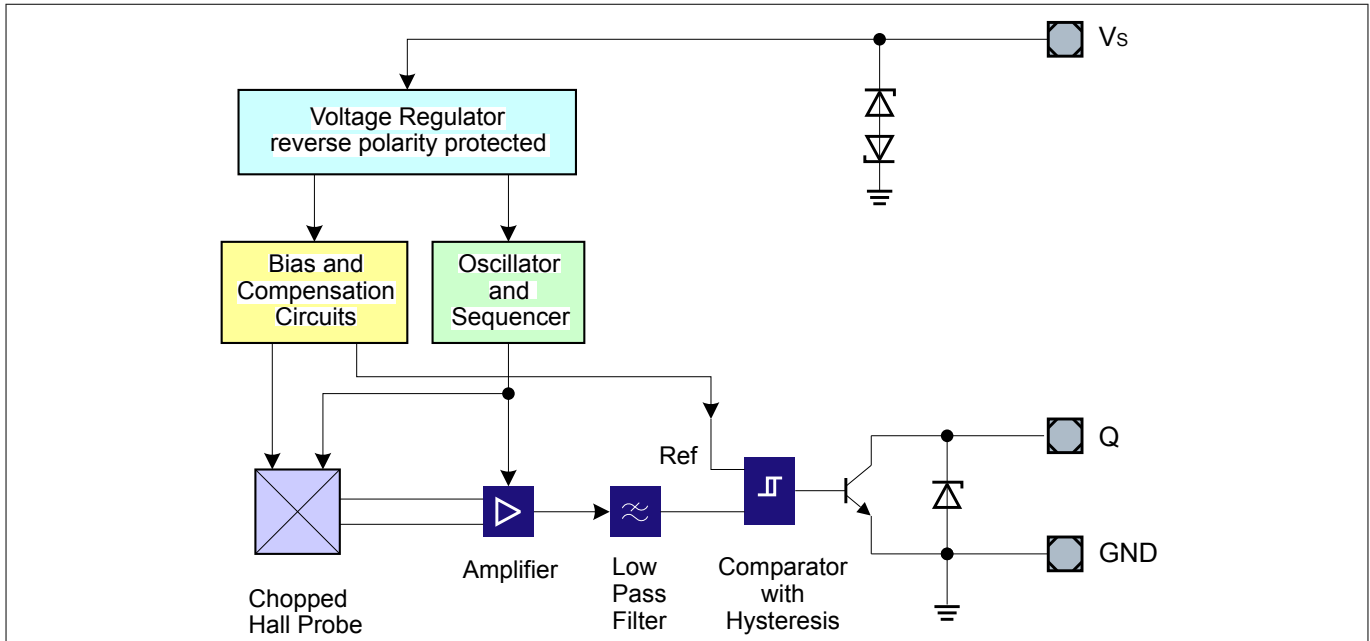 Vs
Voltage Regulator
reverse polarity protected
Bias and
Compensation
Circuits
Oscillator
and
Sequencer
Ref
Q
GND
Chopped
Hall Probe
Amplifier
Low
Pass
Filter
Comparator
with
Hysteresis